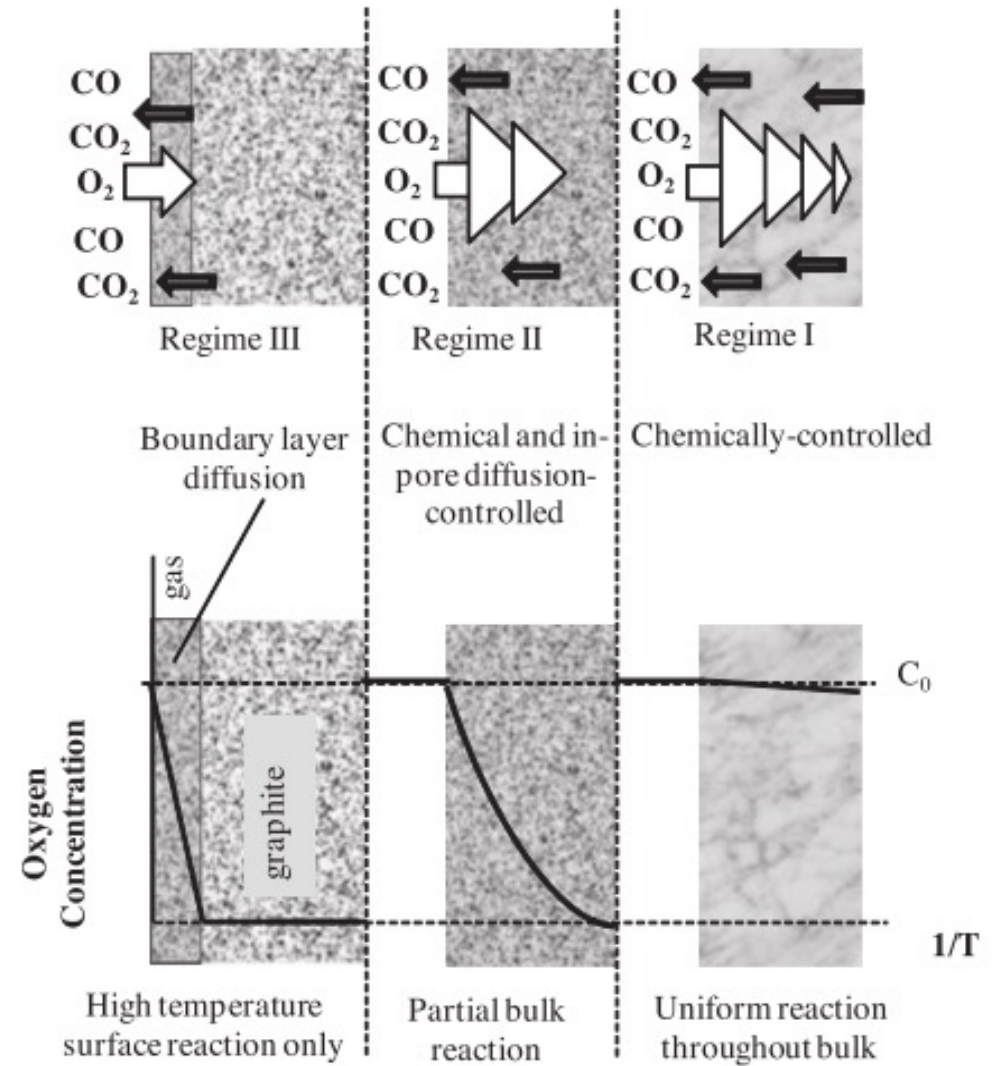 CO
CO₂
O₂
CO
CO₂
Regime III
CO
CO₂
O₂
CO
CO₂
Regime II
CO
CO₂
O₂
CO
CO₂
Regime I
Boundary layer
diffusion
Chemical and in-
pore diffusion-
controlled
Chemically-controlled
gas
graphite
Oxygen
Concentration
C₀
1/T
High temperature
surface reaction only
Partial bulk
reaction
Uniform reaction
throughout bulk